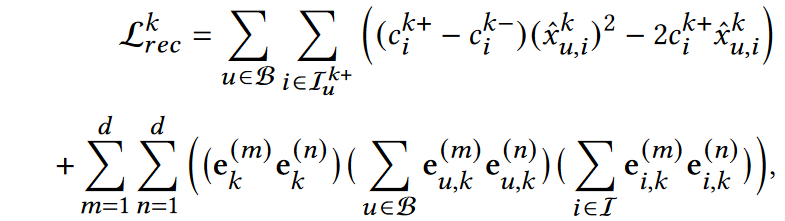 $\mathcal{L}_{rec}^{k} = \sum_{u \in \mathcal{B}} \sum_{i \in \mathcal{I}_{u}^{k+}} \left( (c_{i}^{k+} - c_{i}^{k-})(\hat{x}_{u,i}^{k})^{2} - 2c_{i}^{k+}\hat{x}_{u,i}^{k} \right)$
$+ \sum_{m=1}^{d} \sum_{n=1}^{d} \left( (\mathbf{e}_{k}^{(m)} \mathbf{e}_{k}^{(n)}) ( \sum_{u \in \mathcal{B}} \mathbf{e}_{u,k}^{(m)} \mathbf{e}_{u,k}^{(n)} ) ( \sum_{i \in \mathcal{I}} \mathbf{e}_{i,k}^{(m)} \mathbf{e}_{i,k}^{(n)} ) \right),$